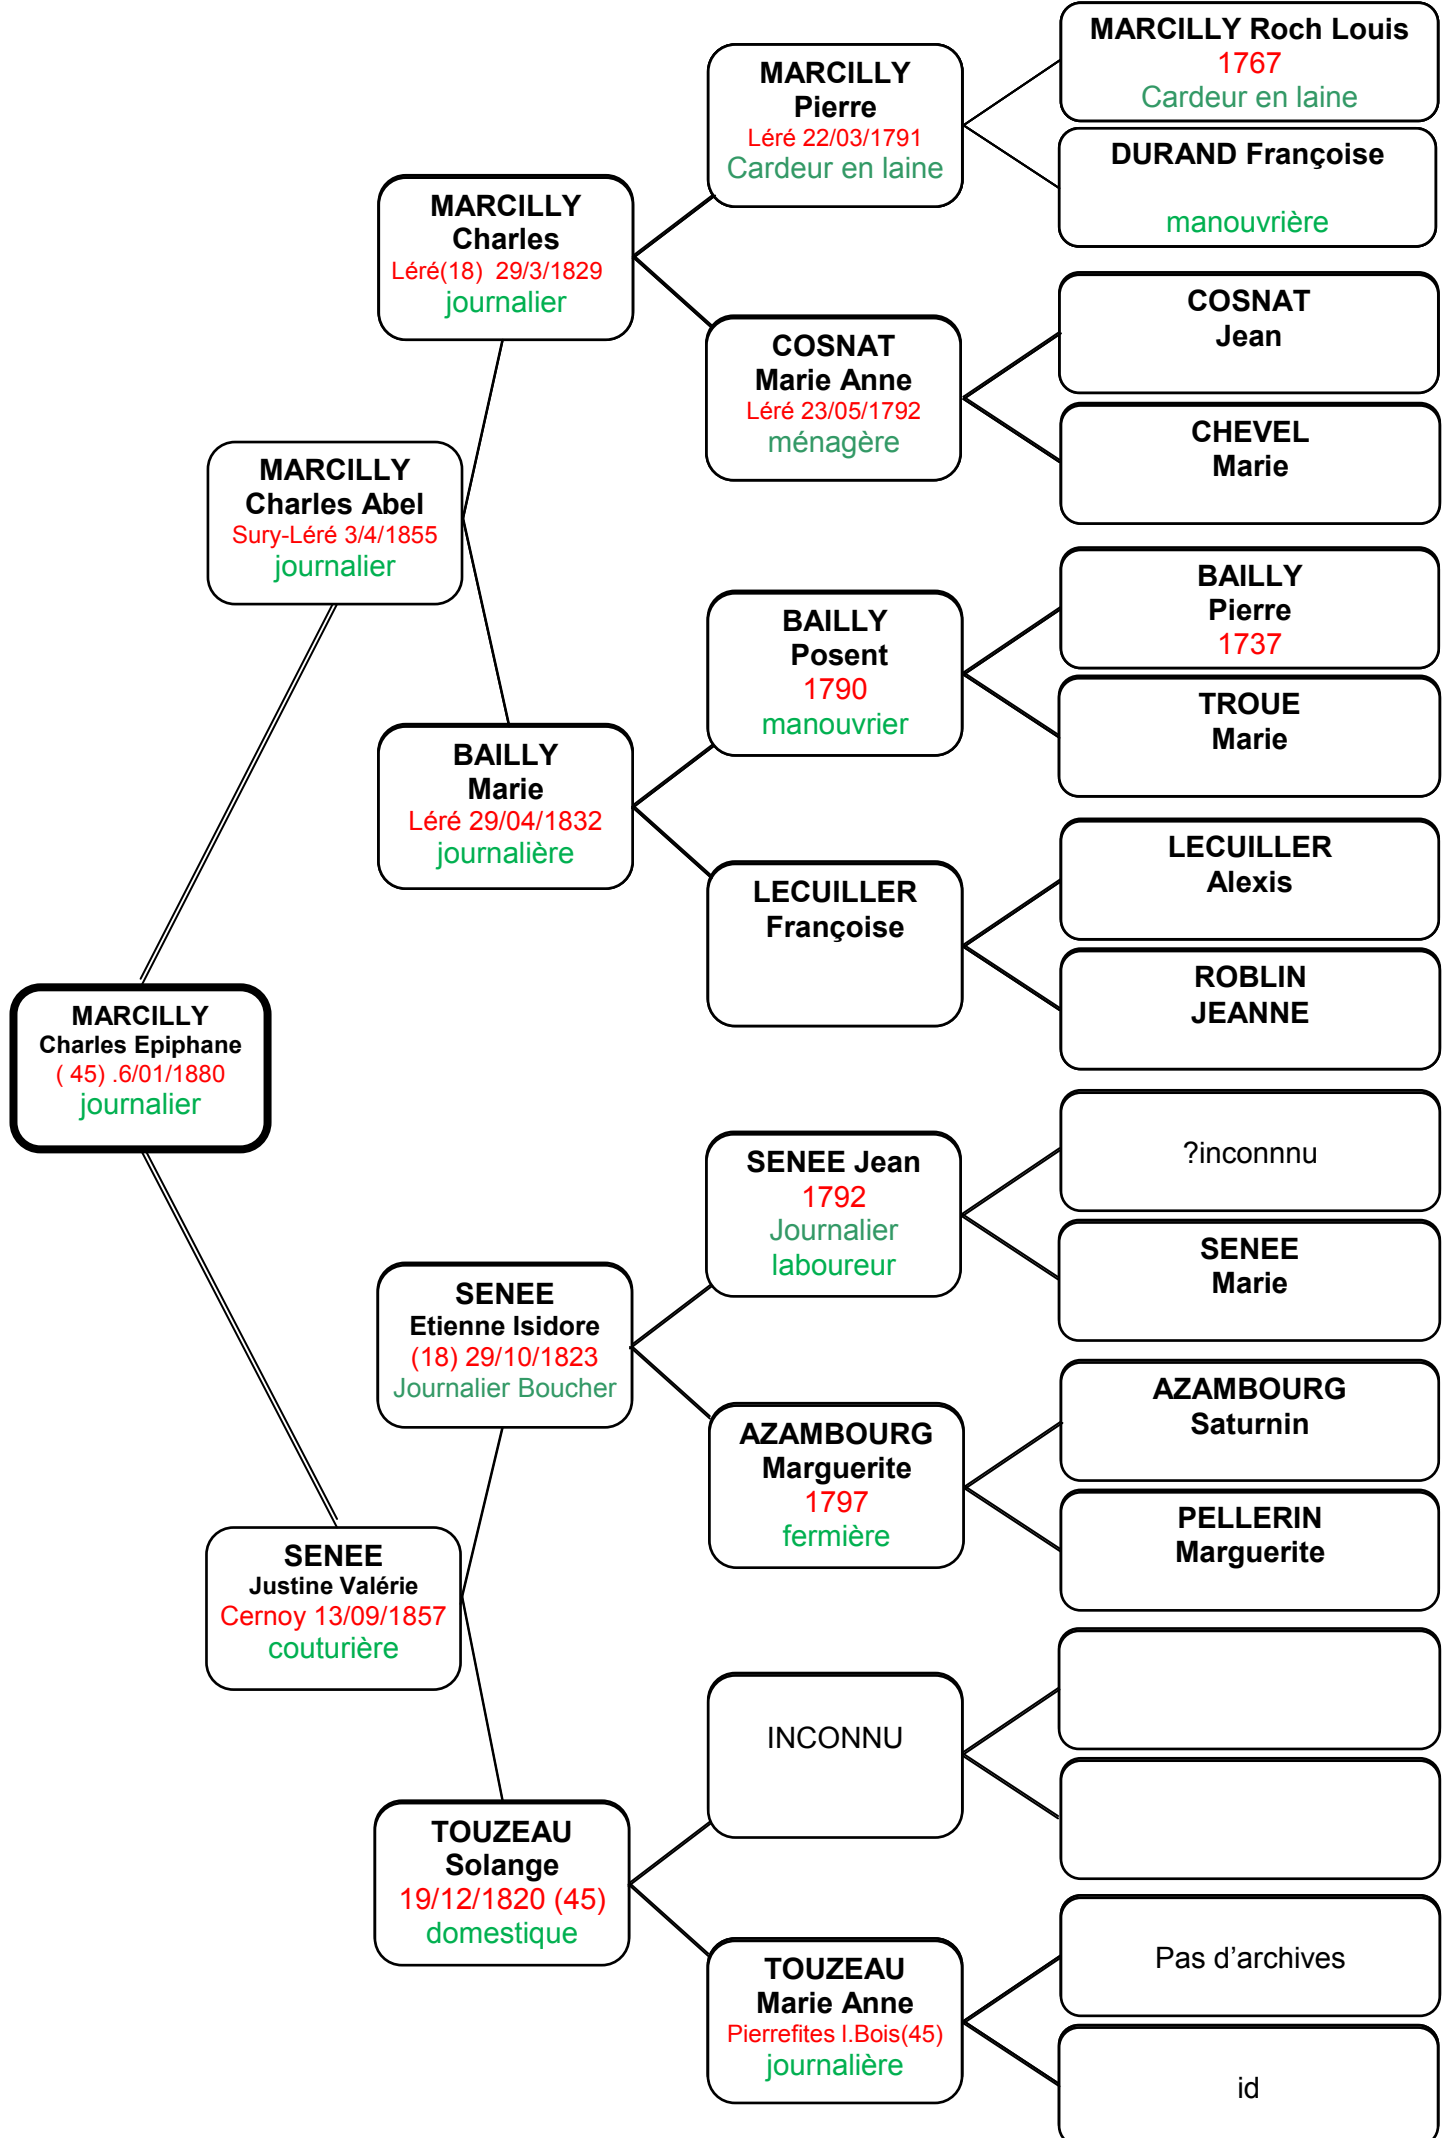 MARCILLY Roch Louis
1767
Cardeur en laine
MARCILLY
Pierre
Léré 22/03/1791
Cardeur en laine
DURAND Françoise
manouvrière
MARCILLY
Charles
Léré(18) 29/3/1829
journalier
COSNAT
Jean
COSNAT
Marie Anne
Léré 23/05/1792
ménagère
CHEVEL
Marie
MARCILLY
Charles Abel
Sury-Léré 3/4/1855
journalier
BAILLY
Pierre
1737
BAILLY
Posent
1790
manouvrier
TROUE
Marie
BAILLY
Marie
Léré 29/04/1832
journalière
LECUILLER
Alexis
LECUILLER
Françoise
ROBLIN
JEANNE
MARCILLY
Charles Epiphane
( 45) .6/01/1880
journalier
?inconnnu
SENEE Jean
1792
Journalier
laboureur
SENEE
Marie
SENEE
Etienne Isidore
(18) 29/10/1823
Journalier Boucher
AZAMBOURG
Saturnin
AZAMBOURG
Marguerite
1797
fermière
PELLERIN
Marguerite
SENEE
Justine Valérie
Cernoy 13/09/1857
couturière
INCONNU
TOUZEAU
Solange
19/12/1820 (45)
domestique
Pas d’archives
TOUZEAU
Marie Anne
Pierrefites l.Bois(45)
journalière
id